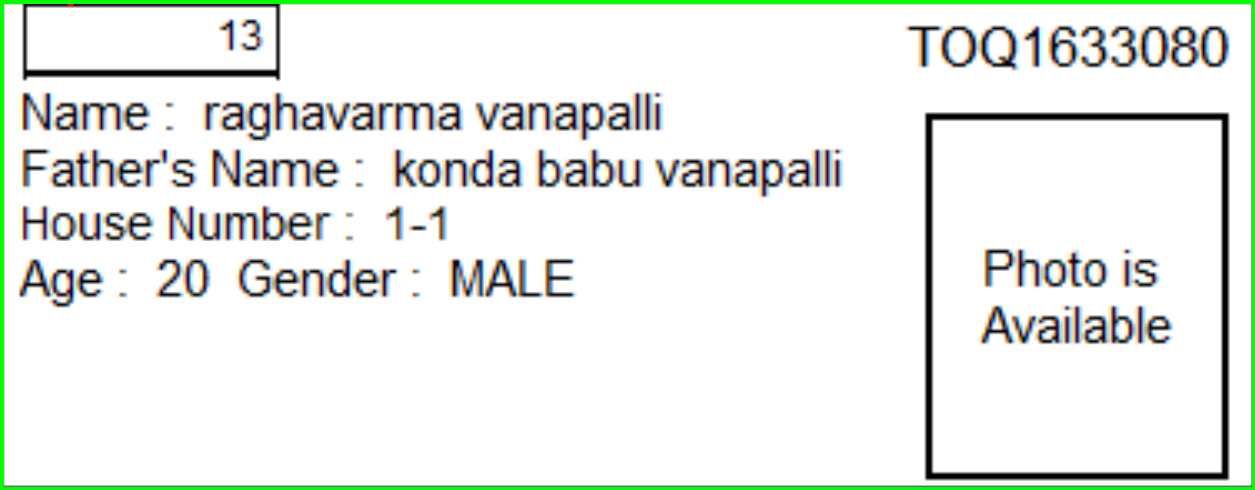 13
TOQ1633080
Name : raghavarma vanapalli
Father's Name : konda babu vanapalli
House Number : 1-1
Age : 20 Gender : MALE
Photo is
Available